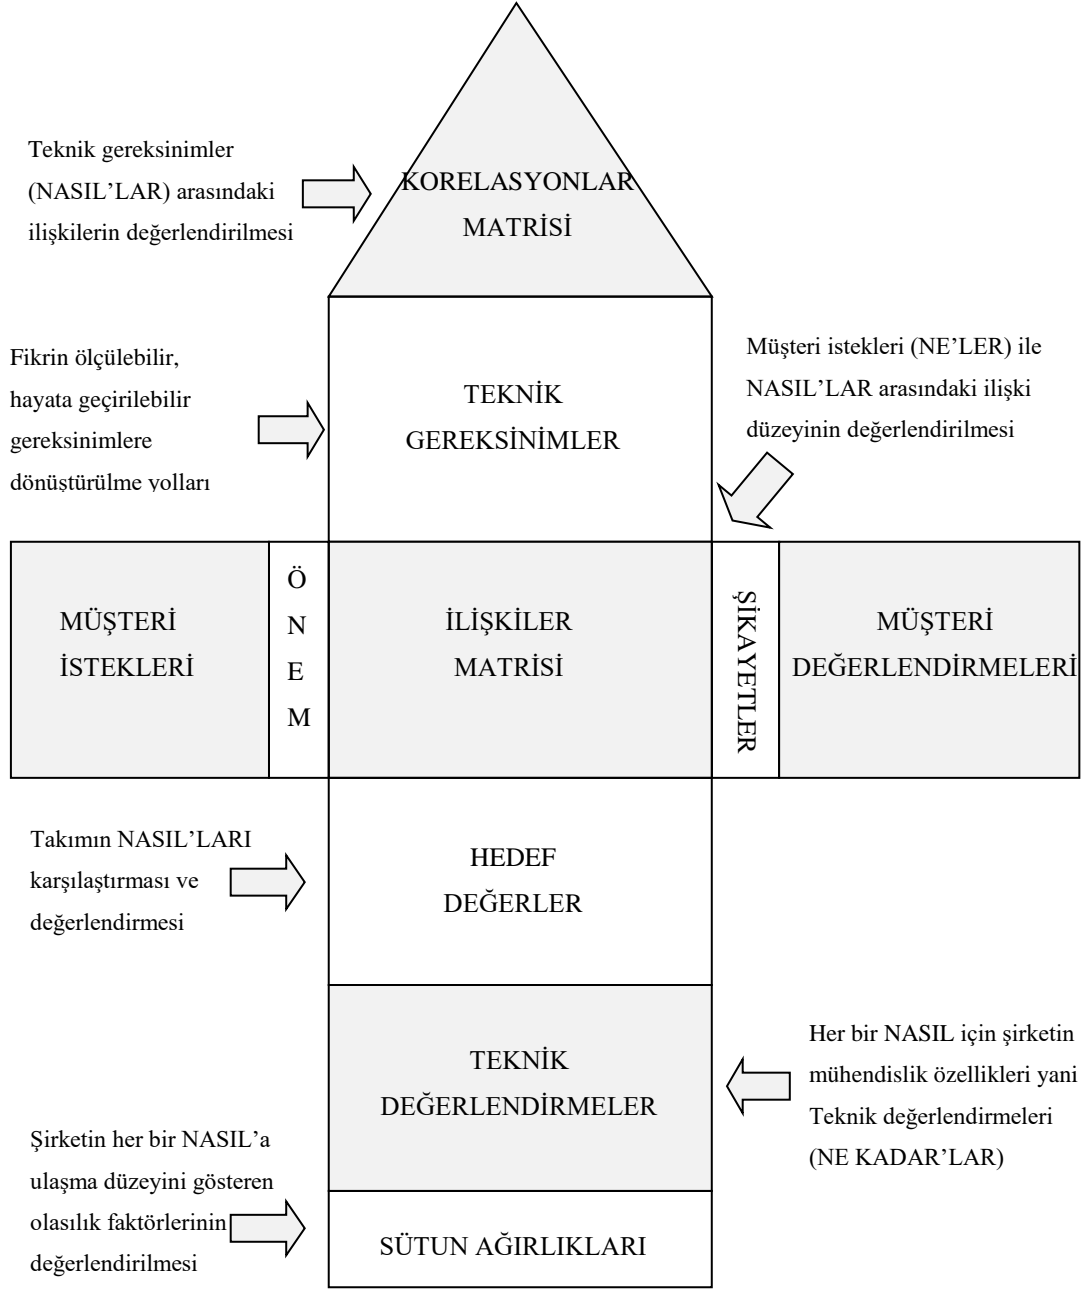 Teknik gereksinimler
(NASIL’LAR) arasındaki
ilişkilerin değerlendirilmesi
KORELASYONLAR
MATRİSİ
Fikrin ölçülebilir,
hayata geçirilebilir
gereksinimlere
dönüştürülme yolları
TEKNİK
GEREKSİNİMLER
Müşteri istekleri (NE’LER) ile
NASIL’LAR arasındaki ilişki
düzeyinin değerlendirilmesi
MÜŞTERİ
İSTEKLERİ
Ö
N
E
M
İLİŞKİLER
MATRİSİ
ŞİKAYETLER
MÜŞTERİ
DEĞERLENDİRMELERİ
Takımın NASIL’LARI
karşılaştırması ve
değerlendirmesi
HEDEF
DEĞERLER
TEKNİK
DEĞERLENDİRMELER
Her bir NASIL için şirketin
mühendislik özellikleri yani
Teknik değerlendirmeleri
(NE KADAR’LAR)
Şirketin her bir NASIL’a
ulaşma düzeyini gösteren
olasılık faktörlerinin
değerlendirilmesi
SÜTUN AĞIRLIKLARI